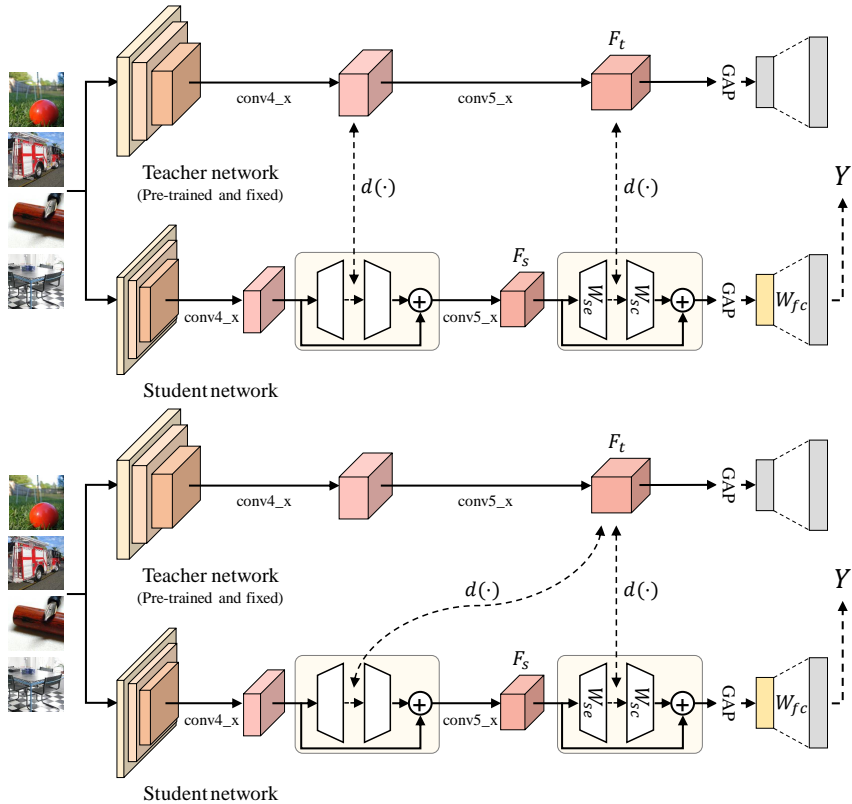 F_t
conv4_x
conv5_x
GAP
Teacher network
(Pre-trained and fixed)
d(·)
d(·)
Y
F_s
W_se
W_sc
GAP
W_fc
conv4_x
conv5_x
Student network
F_t
conv4_x
conv5_x
GAP
Teacher network
(Pre-trained and fixed)
d(·)
d(·)
Y
F_s
W_se
W_sc
GAP
W_fc
conv4_x
conv5_x
Student network